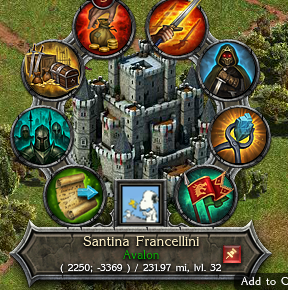 Santina Francellini
Avalon
( 2250; -3369 ) / 231.97 mi, lvl. 32
Add to C